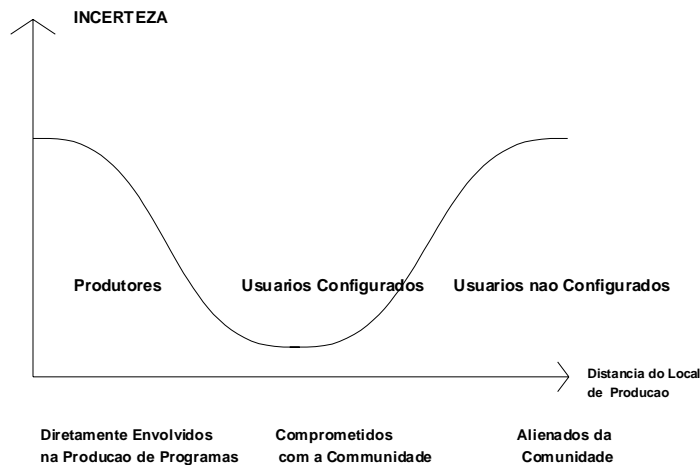 INCERTEZA
Produtores
Usuarios Configurados
Usuarios nao Configurados
Distancia do Local
de Producao
Diretamente Envolvidos
na Producao de Programas
Comprometidos
com a Communidade
Alienados da
Comunidade